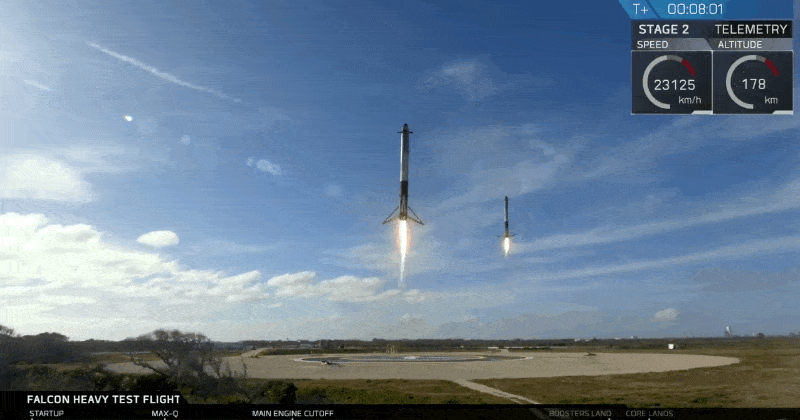 T+ 00:08:01
STAGE 2 TELEMETRY
SPEED ALTITUDE
23125 178
km/h km
FALCON HEAVY TEST FLIGHT
STARTUP MAX-Q MAIN ENGINE CUTOFF BOOSTERS LAND CORE LANDS